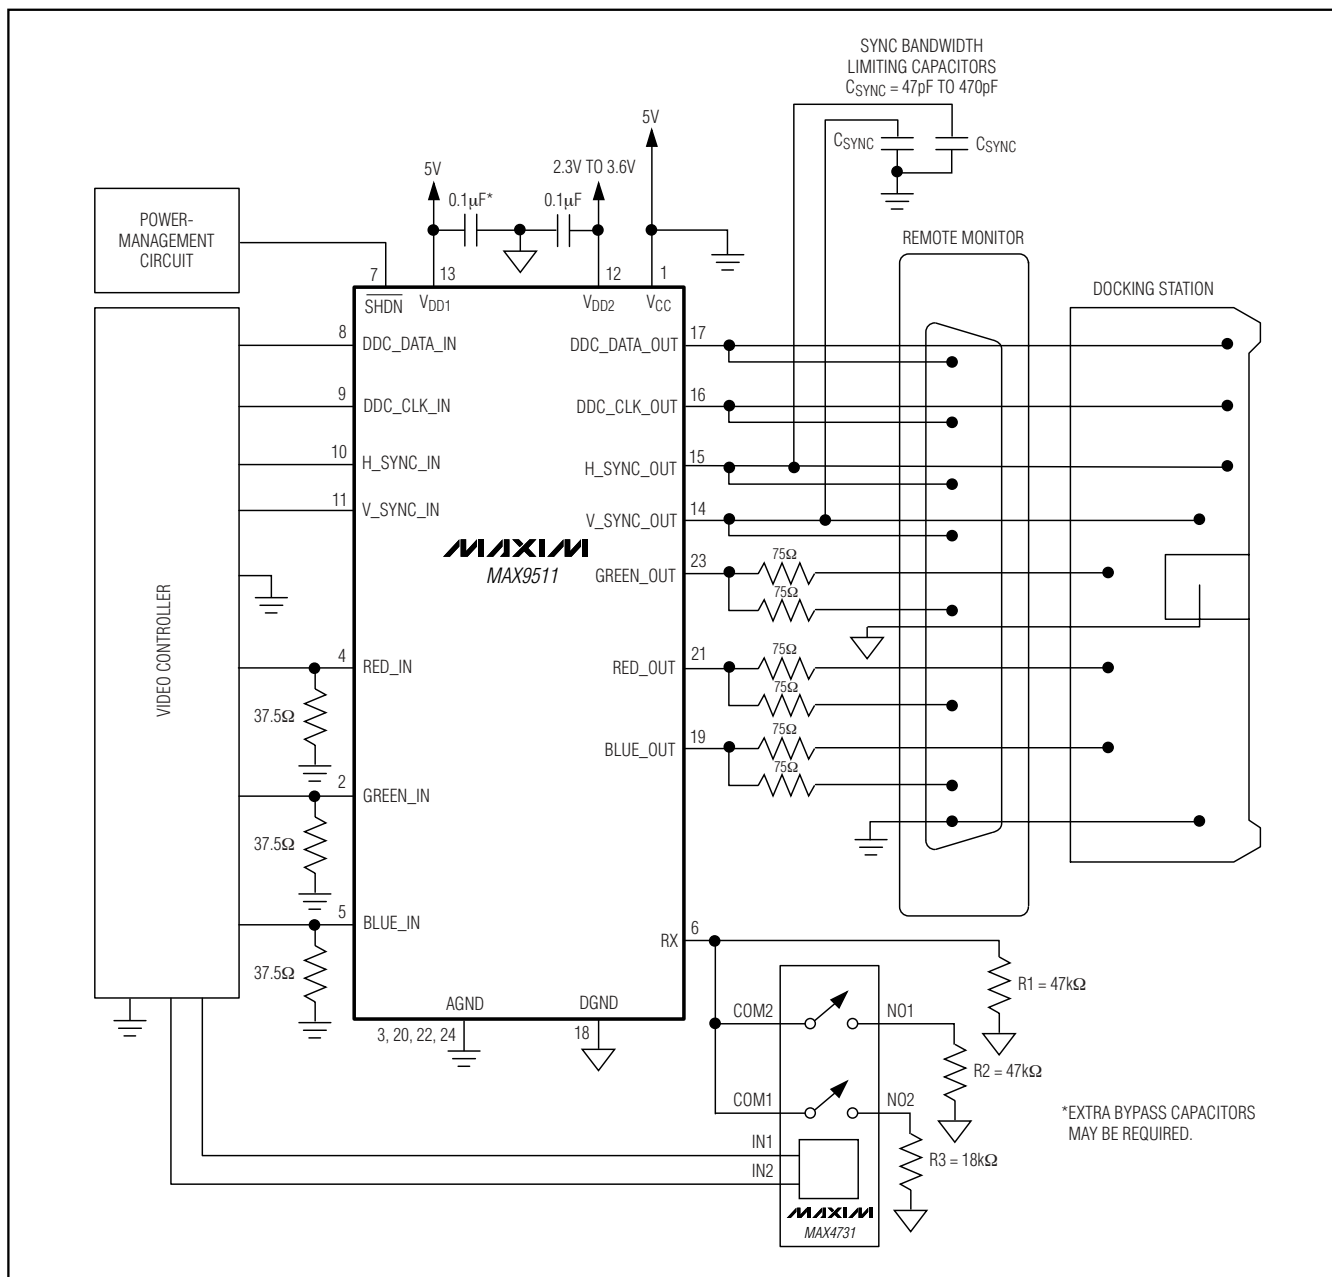 SYNC BANDWIDTH
LIMITING CAPACITORS
CSYNC = 47pF TO 470pF
5V
CSYNC
CSYNC
5V
2.3V TO 3.6V
0.1μF*
0.1μF
POWER-
MANAGEMENT
CIRCUIT
REMOTE MONITOR
DOCKING STATION
7
13
12
1
SHDN
VDD1
VDD2
VCC
8
DDC_DATA_IN
DDC_DATA_OUT
17
9
DDC_CLK_IN
DDC_CLK_OUT
16
10
H_SYNC_IN
H_SYNC_OUT
15
11
V_SYNC_IN
V_SYNC_OUT
14
MAXIM
MAX9511
GREEN_OUT
23
75Ω
75Ω
VIDEO CONTROLLER
4
RED_IN
RED_OUT
21
75Ω
75Ω
37.5Ω
BLUE_OUT
19
75Ω
75Ω
2
GREEN_IN
37.5Ω
5
BLUE_IN
RX
6
37.5Ω
R1 = 47kΩ
AGND
DGND
3, 20, 22, 24
18
COM2
NO1
R2 = 47kΩ
COM1
NO2
*EXTRA BYPASS CAPACITORS
MAY BE REQUIRED.
IN1
R3 = 18kΩ
IN2
MAXIM
MAX4731